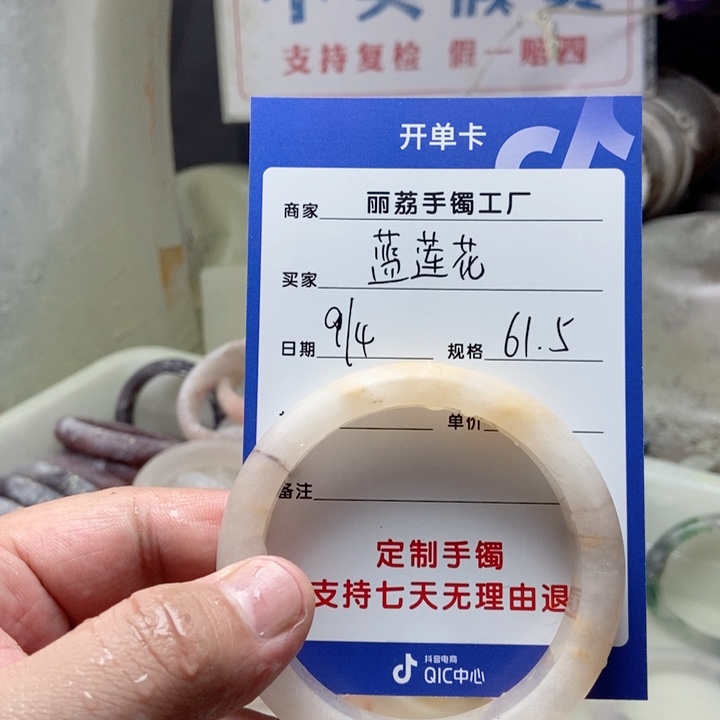 支持复检 假一赔四
开单卡
商家 丽荔手镯工厂
买家 蓝莲花
日期 9/4 规格 61.5
单价
备注
定制手镯
支持七天无理由退
抖音电商
QIC中心